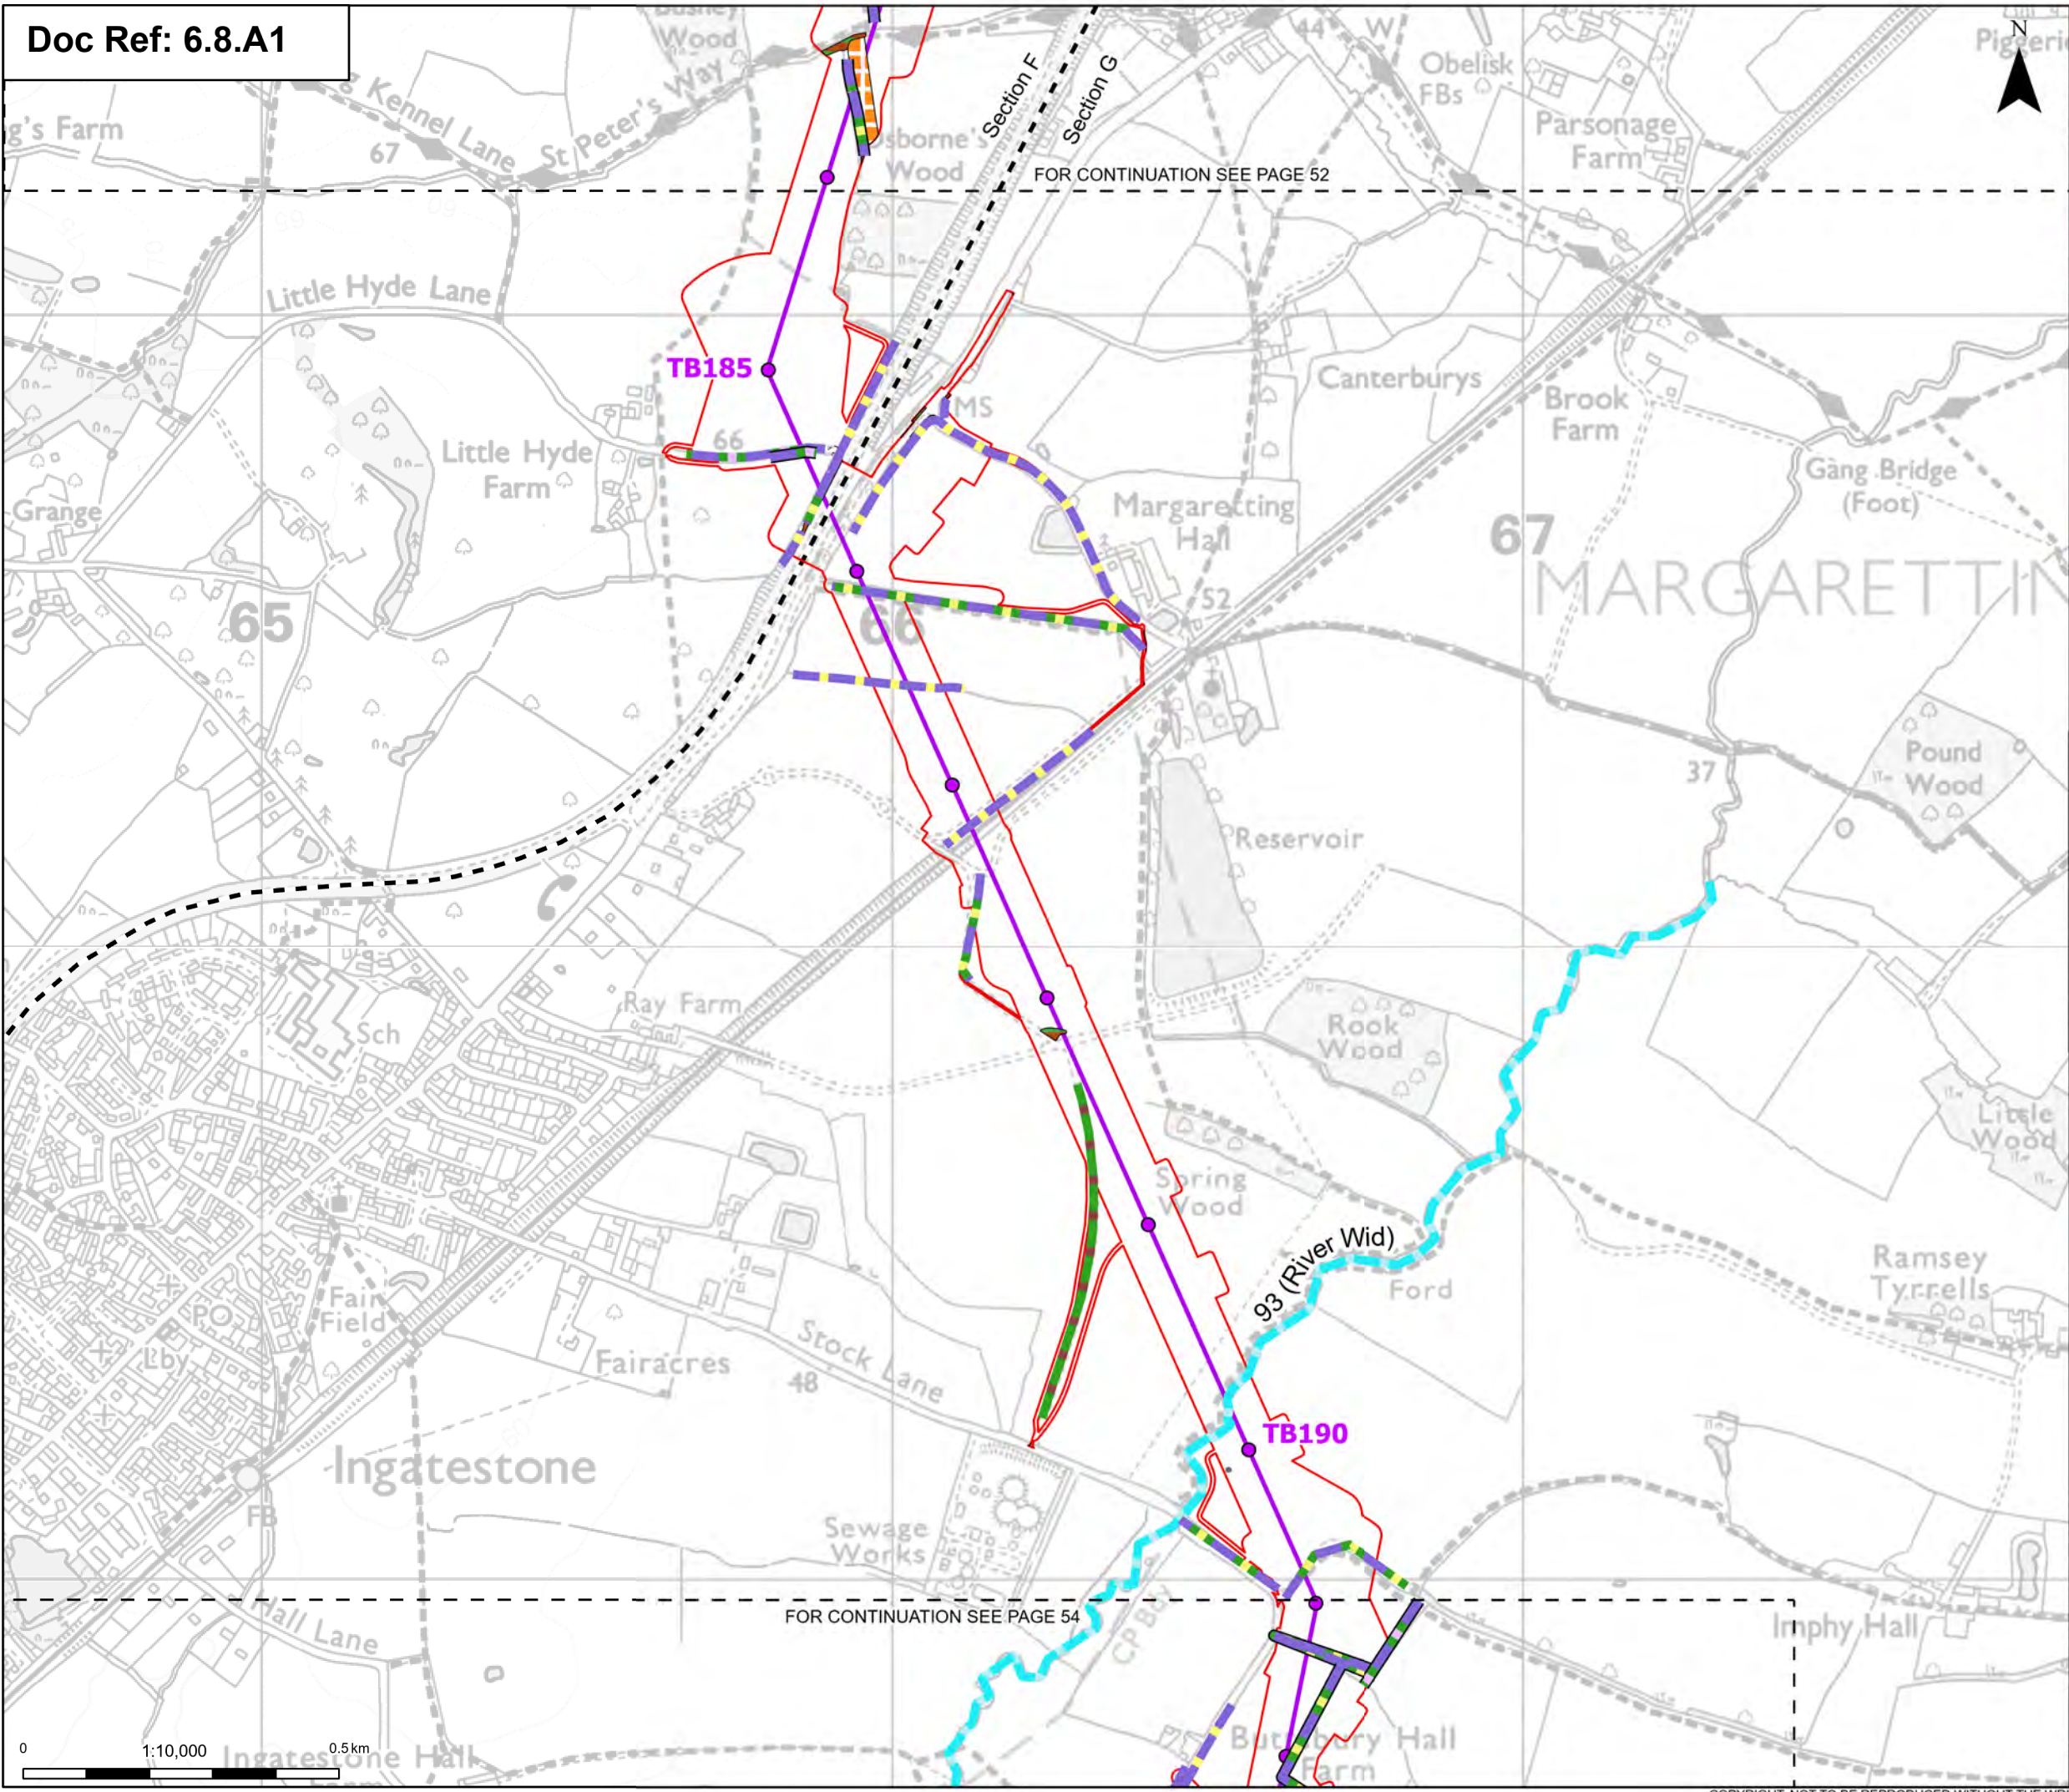 Doc Ref: 6.8.A1
Wood
44
W
N
Obelisk
FBs
Kennel Lane
St Peter's Way
Section F
Section G
Parsonage
Farm
67
Wood
FOR CONTINUATION SEE PAGE 52
Little Hyde Lane
TB185
MS
Canterburys
Brook
Farm
66
Little Hyde
Farm
Gang Bridge
(Foot)
Grange
Margaretting
Hall
67
52
65
66
Pound
Wood
37
Reservoir
Ray Farm
Sch
Rook
Wood
Little
Wood
Spring
Wood
93 (River Wid)
Ford
Ramsey
Tyrrells
PO
Fair
Field
Lby
Fairacres
Stock Lane
48
TB190
Ingatestone
FB
Sewage
Works
FOR CONTINUATION SEE PAGE 54
Hall Lane
Imphy Hall
0
1:10,000
0.5 km
Ingatestone Hall
Hall
Farm